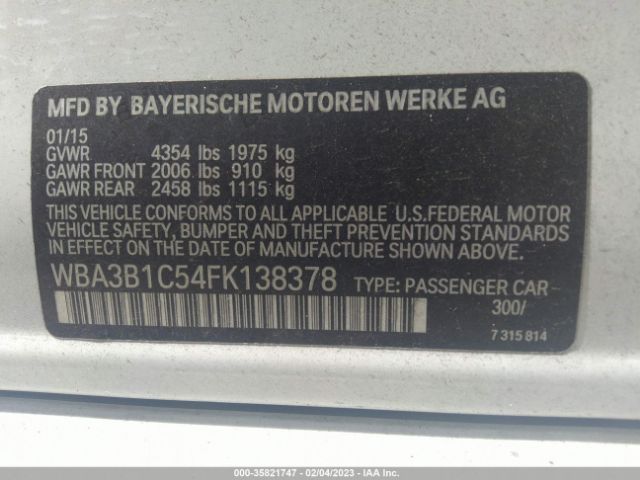 MFD BY BAYERISCHE MOTOREN WERKE AG
01/15
GVWR 4354 lbs 1975 kg
GAWR FRONT 2006 lbs 910 kg
GAWR REAR 2458 lbs 1115 kg
THIS VEHICLE CONFORMS TO ALL APPLICABLE U.S.FEDERAL MOTOR
VEHICLE SAFETY, BUMPER AND THEFT PREVENTION STANDARDS
IN EFFECT ON THE DATE OF MANUFACTURE SHOWN ABOVE.
WBA3B1C54FK138378 TYPE: PASSENGER CAR
300/
7 315 814
000-35821747 - 02/04/2023 - IAAI.COM